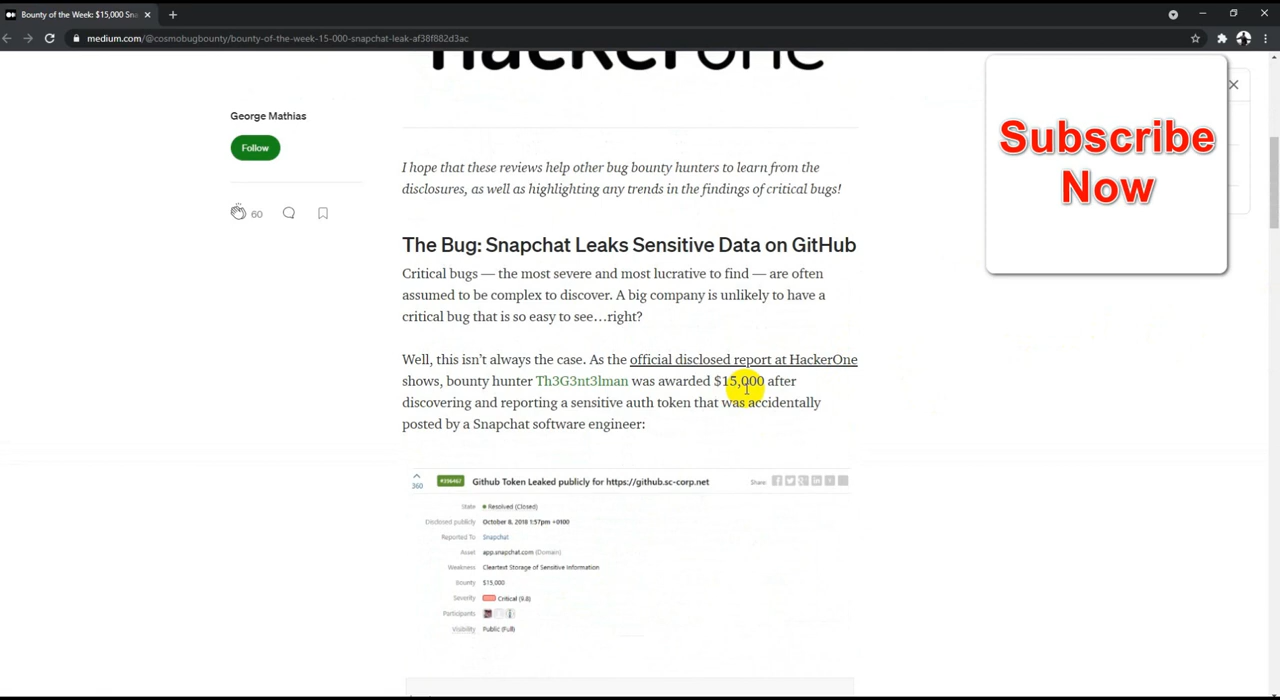 Bounty of the Week: $15,000 Sna
medium.com/@cosmobugbounty/bounty-of-the-week-15-000-snapchat-leak-af38f882d3ac
hackerone
Subscribe
Now
George Mathias
Follow
60
I hope that these reviews help other bug bounty hunters to learn from the
disclosures, as well as highlighting any trends in the findings of critical bugs!
The Bug: Snapchat Leaks Sensitive Data on GitHub
Critical bugs — the most severe and most lucrative to find — are often
assumed to be complex to discover. A big company is unlikely to have a
critical bug that is so easy to see…right?
Well, this isn’t always the case. As the official disclosed report at HackerOne
shows, bounty hunter Th3G3nt3lman was awarded $15,000 after
discovering and reporting a sensitive auth token that was accidentally
posted by a Snapchat software engineer:
360
#396467 Github Token Leaked publicly for https://github.sc-corp.net
Share:
State Resolved (Closed)
Disclosed publicly October 8, 2018 1:57pm +0100
Reported To Snapchat
Asset app.snapchat.com (Domain)
Weakness Cleartext Storage of Sensitive Information
Bounty $15,000
Severity Critical (9.8)
Participants
Visibility Public (Full)